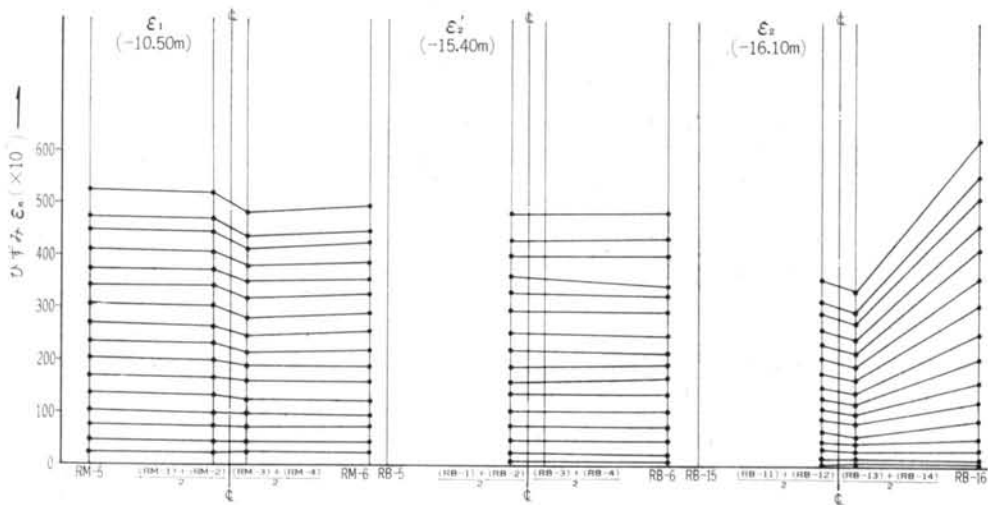 ℄ ℄ ℄
ε₁ ε₂' ε₂
(-10.50m) (-15.40m) (-16.10m)
ひずみ εₙ (×10
600
500
400
300
200
100
0
RM-5 (RM-1)+(RM-2)/2 (RM-3)+(RM-4)/2 RM-6 RB-5 (RB-1)+(RB-2)/2 (RB-3)+(RB-4)/2 RB-6 RB-15 (RB-11)+(RB-12)/2 (RB-13)+(RB-14)/2 RB-16
℄ ℄ ℄